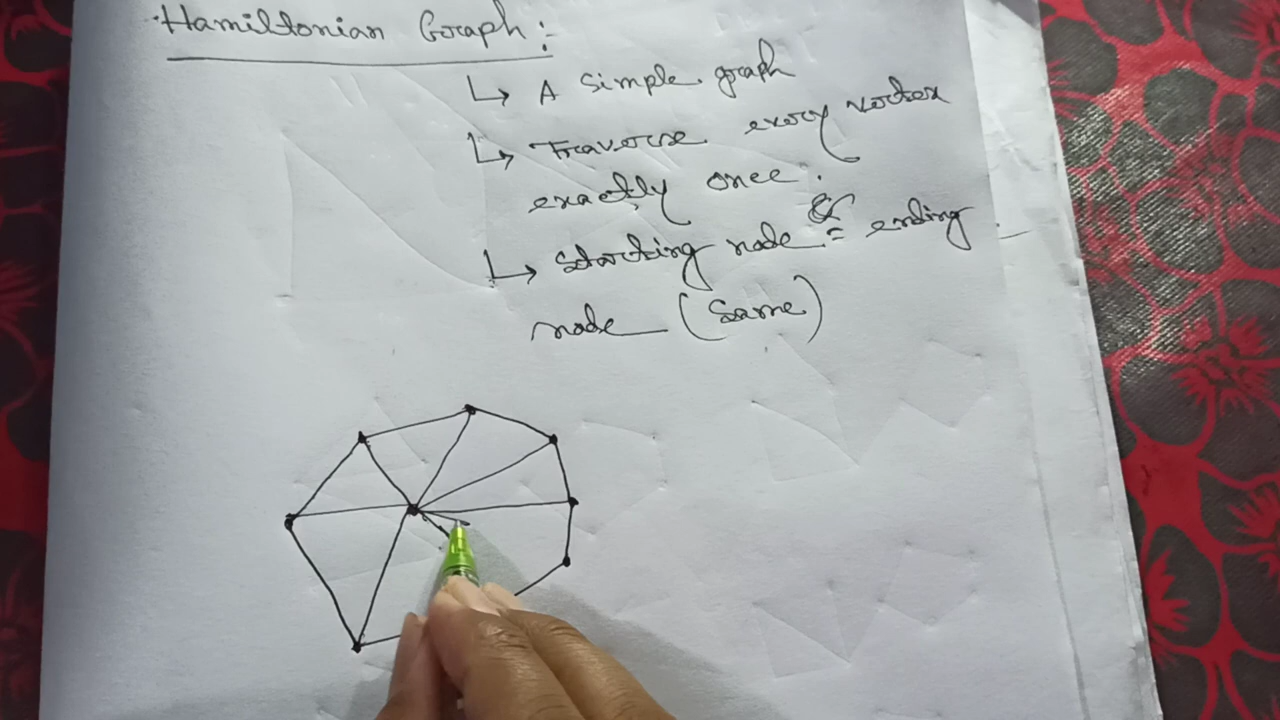 Hamiltonian Graph :-
↳ A simple graph
↳ Traverse every vertex
exactly once.
↳ Starting node & = ending
node (Same)